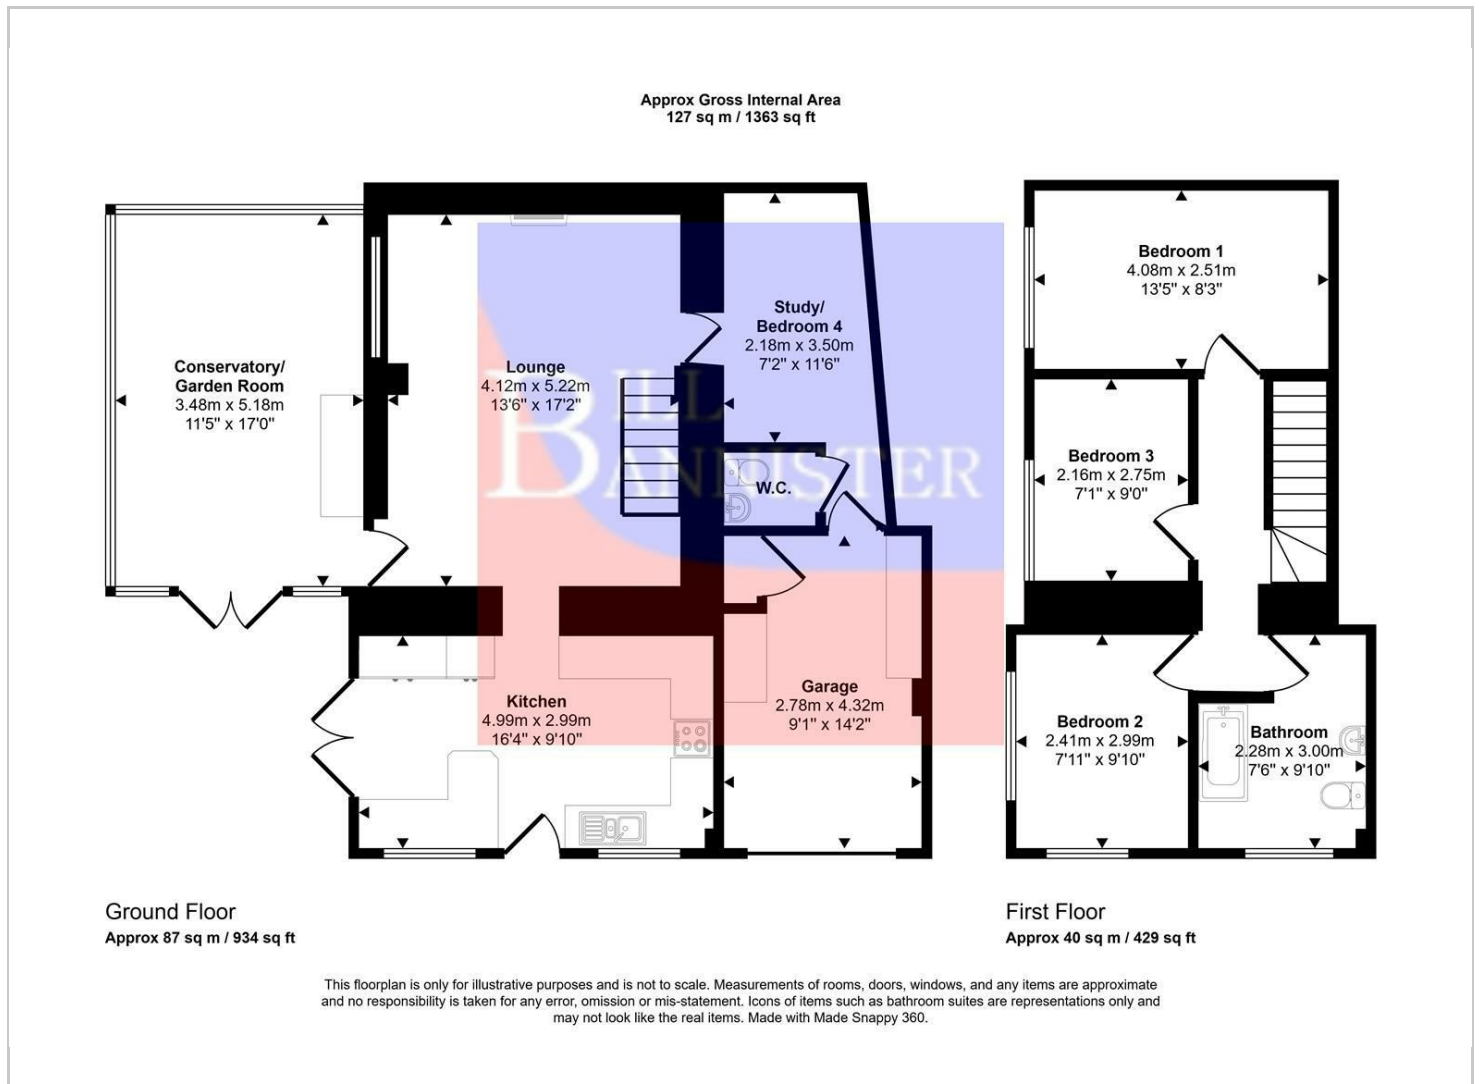 Approx Gross Internal Area
127 sq m / 1363 sq ft
Conservatory/
Garden Room
3.48m x 5.18m
11'5" x 17'0"
Lounge
4.12m x 5.22m
13'6" x 17'2"
Study/
Bedroom 4
2.18m x 3.50m
7'2" x 11'6"
W.C.
BILL
BANNISTER
Kitchen
4.99m x 2.99m
16'4" x 9'10"
Garage
2.78m x 4.32m
9'1" x 14'2"
Bedroom 1
4.08m x 2.51m
13'5" x 8'3"
Bedroom 3
2.16m x 2.75m
7'1" x 9'0"
Bedroom 2
2.41m x 2.99m
7'11" x 9'10"
Bathroom
2.28m x 3.00m
7'6" x 9'10"
Ground Floor
Approx 87 sq m / 934 sq ft
First Floor
Approx 40 sq m / 429 sq ft
This floorplan is only for illustrative purposes and is not to scale. Measurements of rooms, doors, windows, and any items are approximate
and no responsibility is taken for any error, omission or mis-statement. Icons of items such as bathroom suites are representations only and
may not look like the real items. Made with Made Snappy 360.